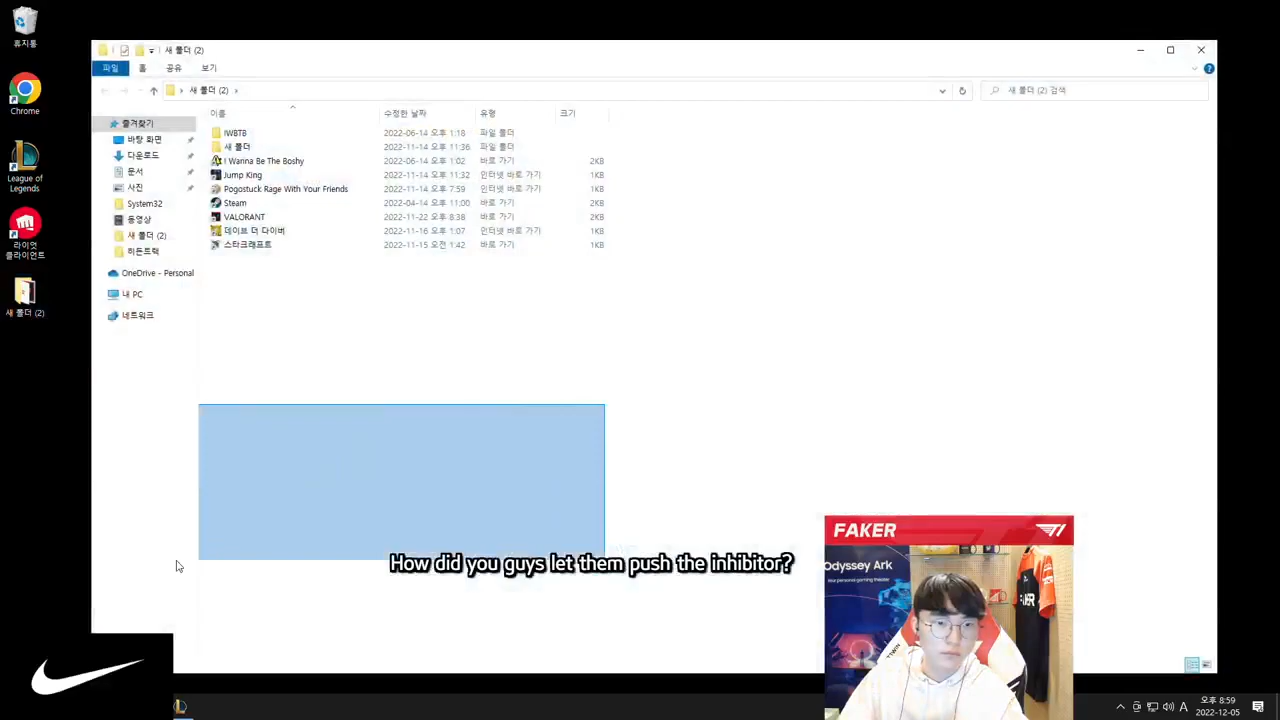 휴지통
Chrome
League of
Legends
라이엇
클라이언트
새 폴더 (2)
새 폴더 (2)
파일 홈 공유 보기
새 폴더 (2)
새 폴더 (2) 검색
이름 수정한 날짜 유형 크기
즐겨찾기
바탕 화면
다운로드
문서
사진
System32
동영상
새 폴더 (2)
히든트랙
OneDrive - Personal
내 PC
네트워크
IWBTB 2022-06-14 오후 1:18 파일 폴더
새 폴더 2022-11-14 오후 11:36 파일 폴더
I Wanna Be The Boshy 2022-06-14 오후 1:02 바로 가기 2KB
Jump King 2022-11-14 오후 11:32 인터넷 바로 가기 1KB
Pogostuck Rage With Your Friends 2022-11-14 오후 7:59 인터넷 바로 가기 1KB
Steam 2022-04-14 오후 11:00 바로 가기 2KB
VALORANT 2022-11-22 오후 8:38 바로 가기 2KB
데이브 더 다이버 2022-11-16 오후 1:07 인터넷 바로 가기 1KB
스타크래프트 2022-11-15 오전 1:42 바로 가기 1KB
How did you guys let them push the inhibitor?
FAKER
Odyssey Ark
A
오후 8:59
2022-12-05